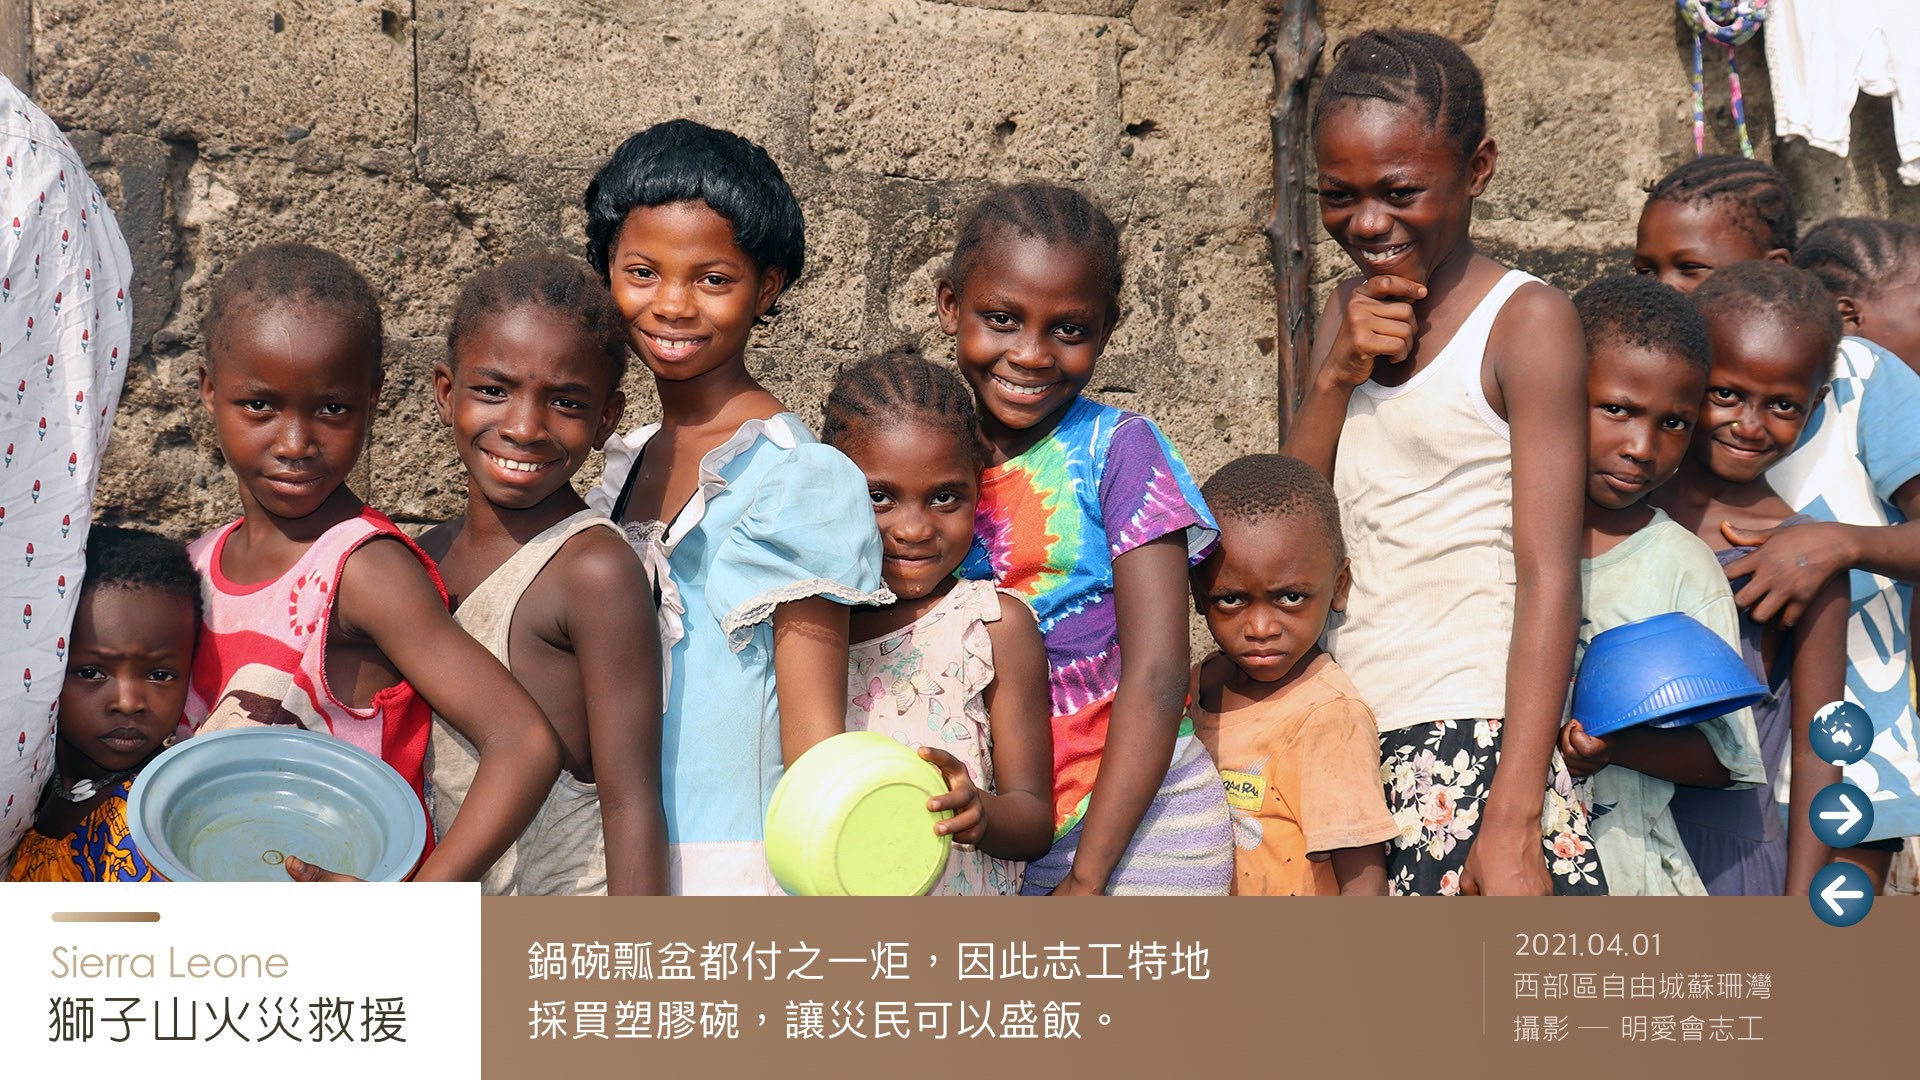 Sierra Leone
獅子山火災救援
鍋碗瓢盆都付之一炬，因此志工特地
採買塑膠碗，讓災民可以盛飯。
2021.04.01
西部區自由城蘇珊灣
攝影 — 明愛會志工